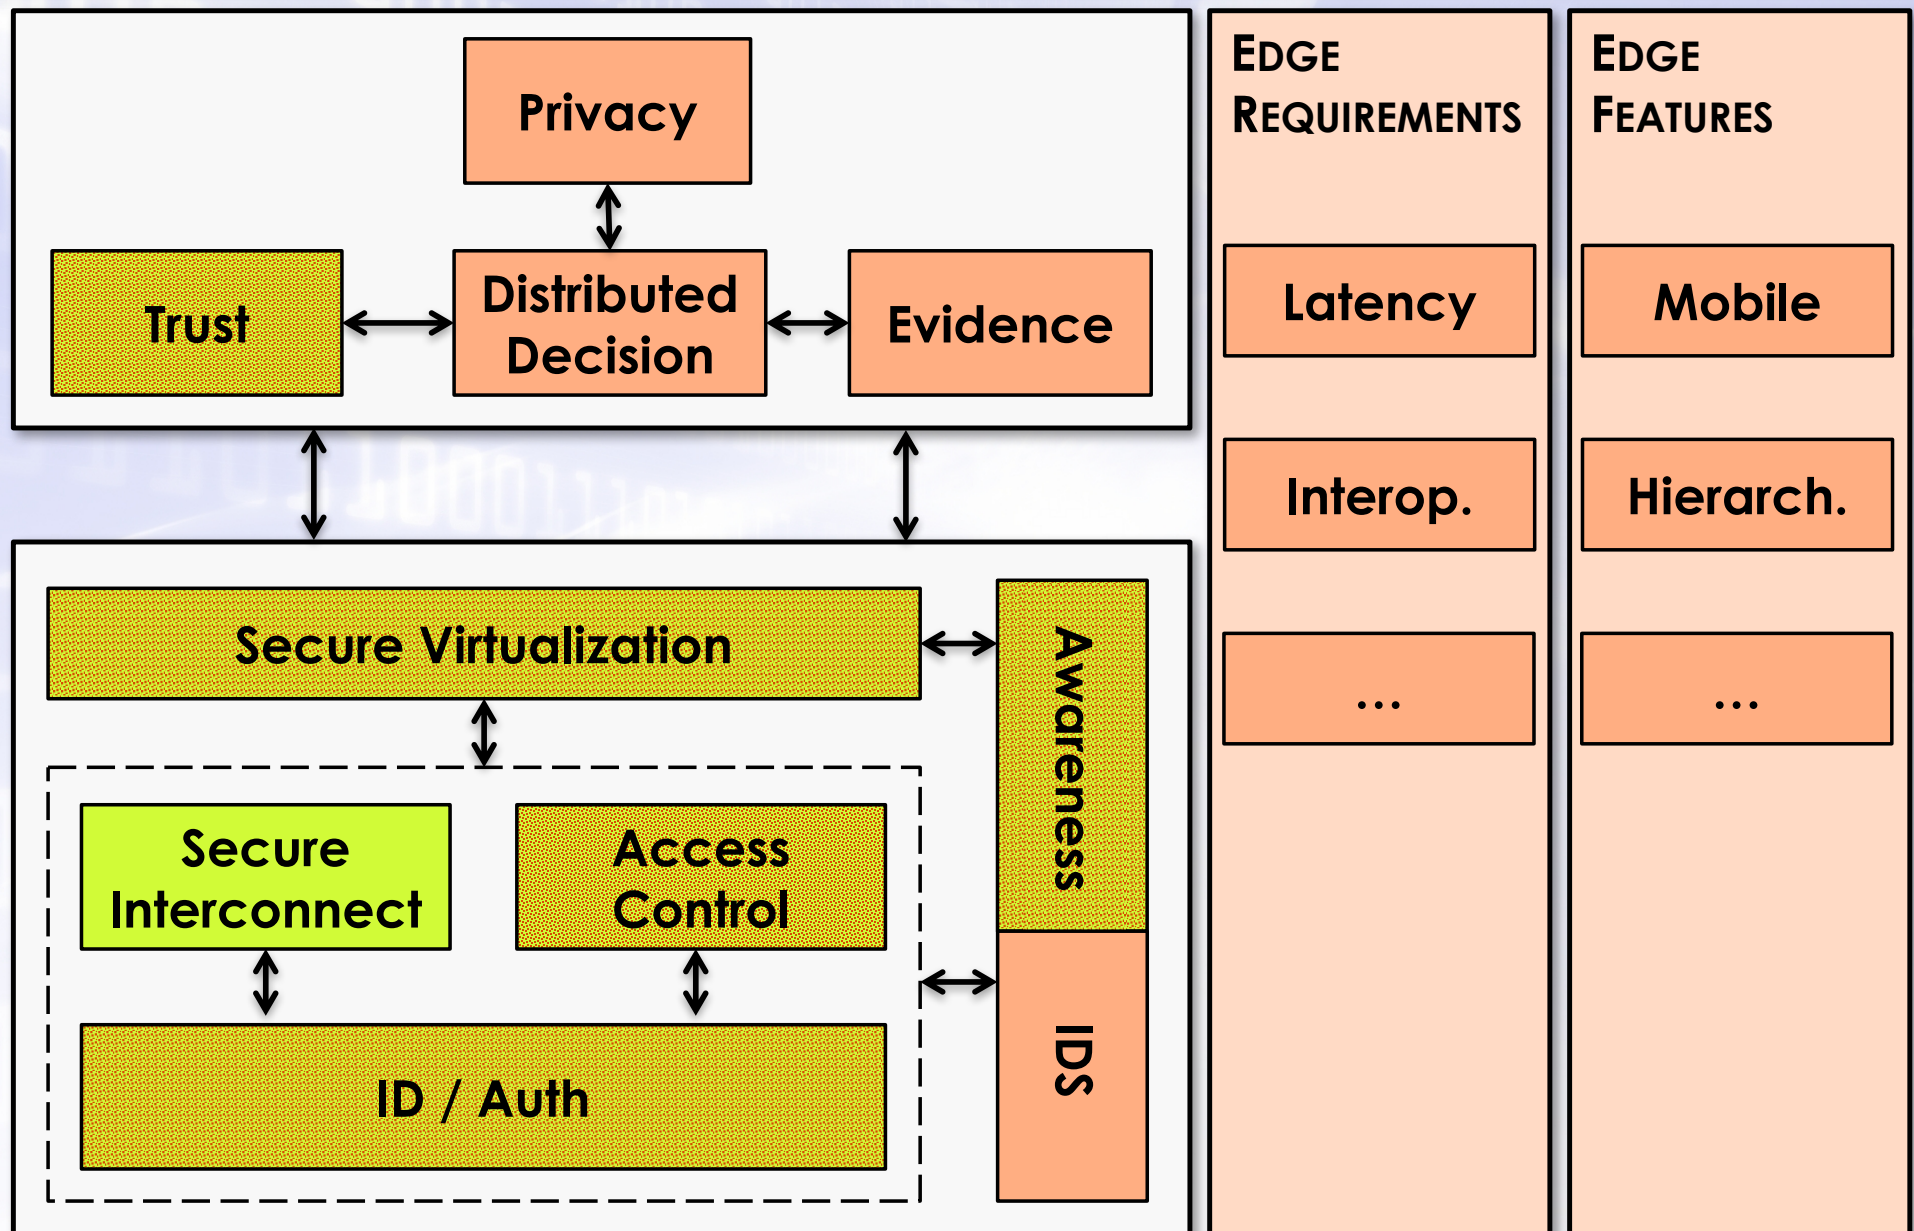 Privacy
Trust
Distributed
Decision
Evidence
Secure Virtualization
Awareness
Secure
Interconnect
Access
Control
ID / Auth
IDS
EDGE
REQUIREMENTS
Latency
Interop.
...
EDGE
FEATURES
Mobile
Hierarch.
...